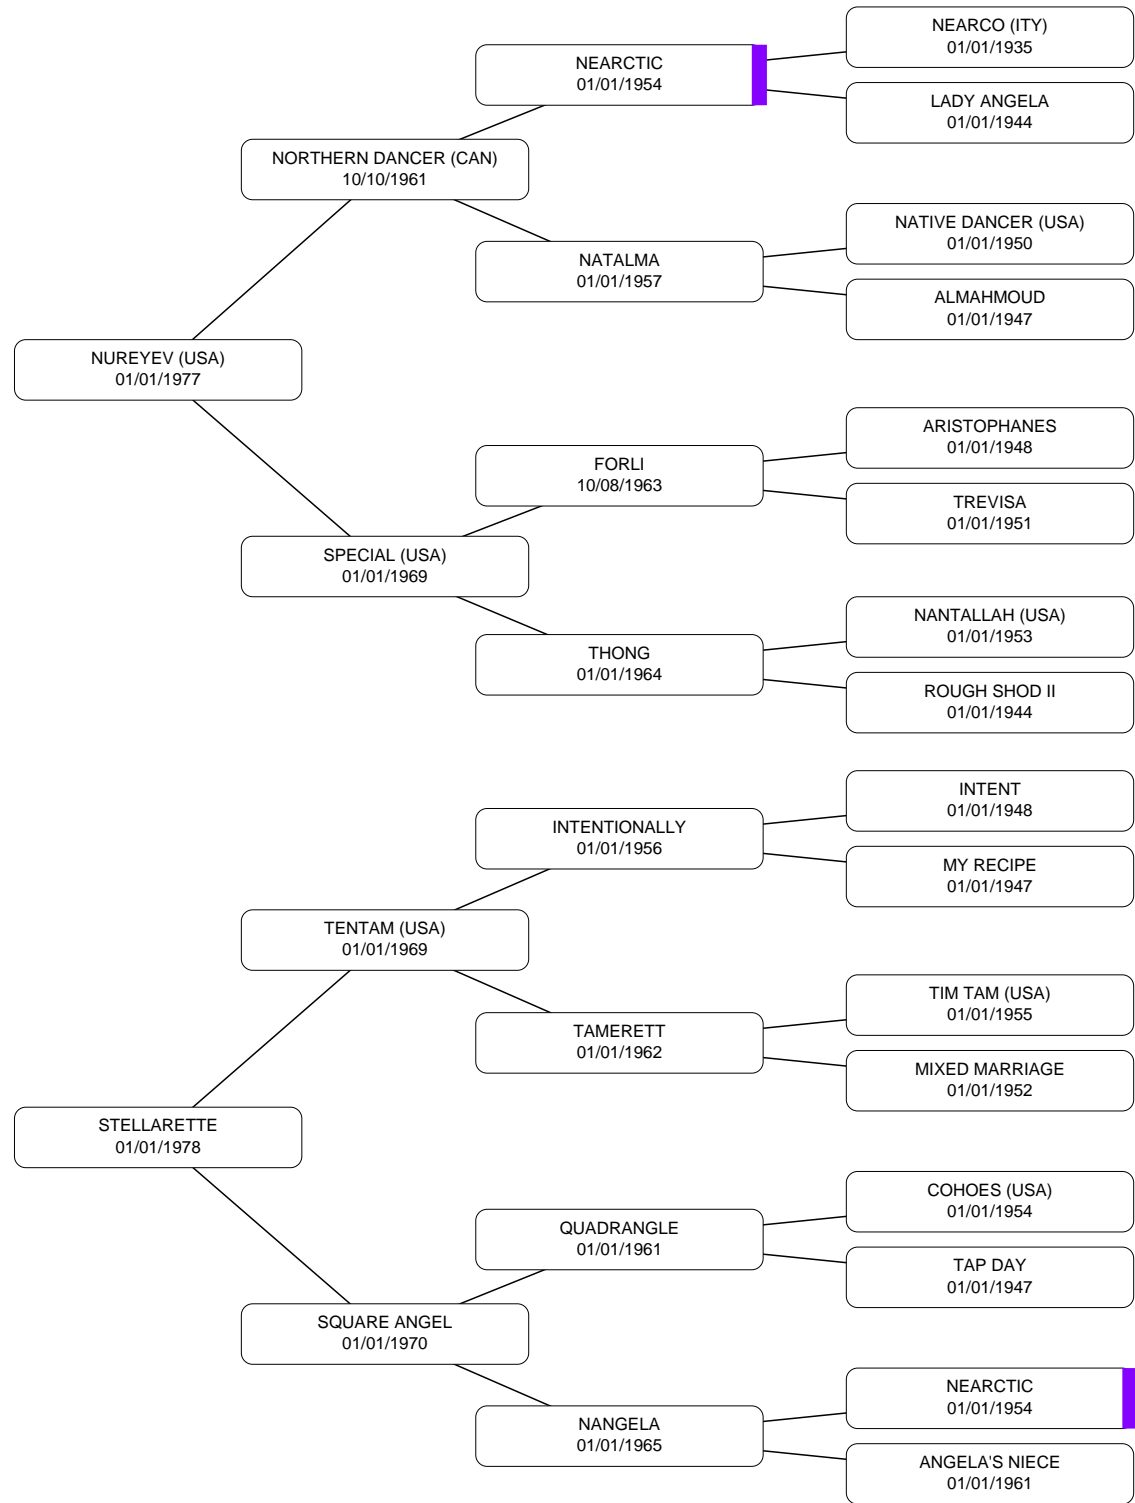 NEARCO (ITY)
01/01/1935
NEARCTIC
01/01/1954
LADY ANGELA
01/01/1944
NORTHERN DANCER (CAN)
10/10/1961
NATIVE DANCER (USA)
01/01/1950
NATALMA
01/01/1957
ALMAHMOUD
01/01/1947
NUREYEV (USA)
01/01/1977
ARISTOPHANES
01/01/1948
FORLI
10/08/1963
TREVISA
01/01/1951
SPECIAL (USA)
01/01/1969
NANTALLAH (USA)
01/01/1953
THONG
01/01/1964
ROUGH SHOD II
01/01/1944
INTENT
01/01/1948
INTENTIONALLY
01/01/1956
MY RECIPE
01/01/1947
TENTAM (USA)
01/01/1969
TIM TAM (USA)
01/01/1955
TAMERETT
01/01/1962
MIXED MARRIAGE
01/01/1952
STELLARETTE
01/01/1978
COHOES (USA)
01/01/1954
QUADRANGLE
01/01/1961
TAP DAY
01/01/1947
SQUARE ANGEL
01/01/1970
NEARCTIC
01/01/1954
NANGELA
01/01/1965
ANGELA'S NIECE
01/01/1961